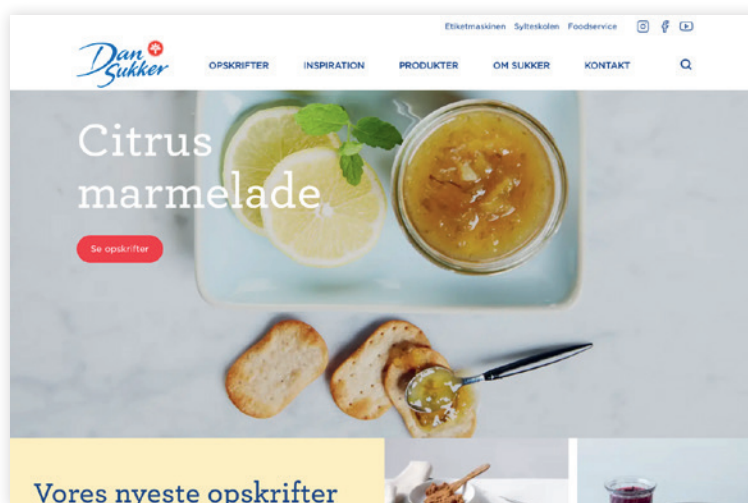 Etiketmaskinen Sylteskolen Foodservice
Dan
Sukker
OPSKRIFTER INSPIRATION PRODUKTER OM SUKKER KONTAKT
Citrus
marmelade
Se opskrifter
Vores nyeste opskrifter